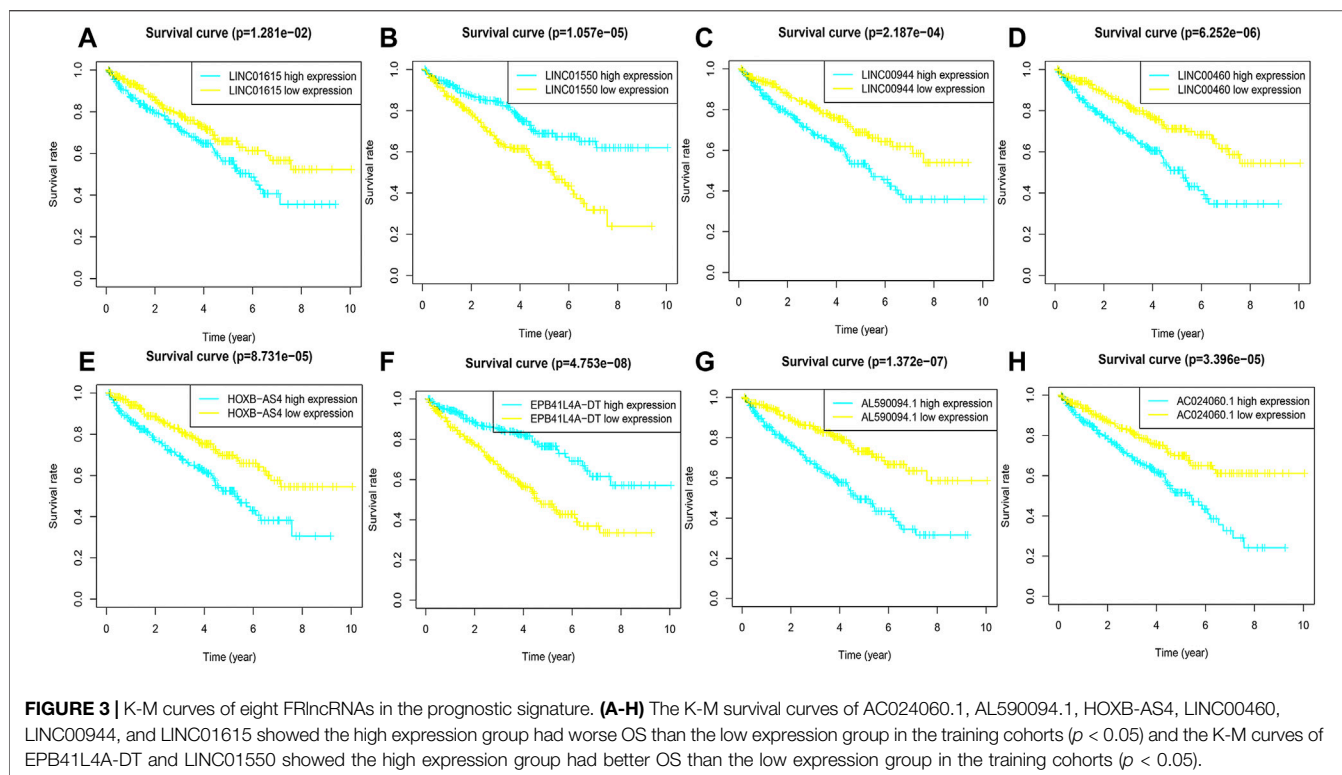 A
Survival curve (p=1.281e−02)
LINC01615 high expression
LINC01615 low expression
Survival rate
0.0 0.2 0.4 0.6 0.8 1.0
0 2 4 6 8 10
Time (year)
B
Survival curve (p=1.057e−05)
LINC01550 high expression
LINC01550 low expression
Survival rate
0.0 0.2 0.4 0.6 0.8 1.0
0 2 4 6 8 10
Time (year)
C
Survival curve (p=2.187e−04)
LINC00944 high expression
LINC00944 low expression
Survival rate
0.0 0.2 0.4 0.6 0.8 1.0
0 2 4 6 8 10
Time (year)
D
Survival curve (p=6.252e−06)
LINC00460 high expression
LINC00460 low expression
Survival rate
0.0 0.2 0.4 0.6 0.8 1.0
0 2 4 6 8 10
Time (year)
E
Survival curve (p=8.731e−05)
HOXB−AS4 high expression
HOXB−AS4 low expression
Survival rate
0.0 0.2 0.4 0.6 0.8 1.0
0 2 4 6 8 10
Time (year)
F
Survival curve (p=4.753e−08)
EPB41L4A−DT high expression
EPB41L4A−DT low expression
Survival rate
0.0 0.2 0.4 0.6 0.8 1.0
0 2 4 6 8 10
Time (year)
G
Survival curve (p=1.372e−07)
AL590094.1 high expression
AL590094.1 low expression
Survival rate
0.0 0.2 0.4 0.6 0.8 1.0
0 2 4 6 8 10
Time (year)
H
Survival curve (p=3.396e−05)
AC024060.1 high expression
AC024060.1 low expression
Survival rate
0.0 0.2 0.4 0.6 0.8 1.0
0 2 4 6 8 10
Time (year)
FIGURE 3 | K-M curves of eight FRlncRNAs in the prognostic signature. (A-H) The K-M survival curves of AC024060.1, AL590094.1, HOXB-AS4, LINC00460,
LINC00944, and LINC01615 showed the high expression group had worse OS than the low expression group in the training cohorts (p < 0.05) and the K-M curves of
EPB41L4A-DT and LINC01550 showed the high expression group had better OS than the low expression group in the training cohorts (p < 0.05).